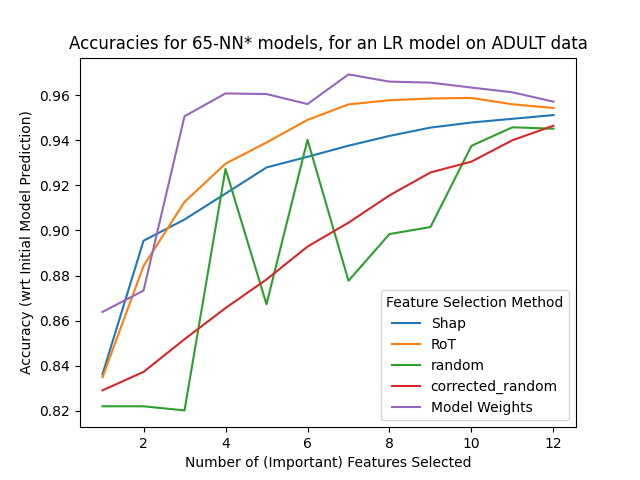 Accuracies for 65-NN* models, for an LR model on ADULT data
Accuracy (wrt Initial Model Prediction)
0.96
0.94
0.92
0.90
0.88
0.86
0.84
0.82
Feature Selection Method
Shap
RoT
random
corrected_random
Model Weights
2
4
6
8
10
12
Number of (Important) Features Selected